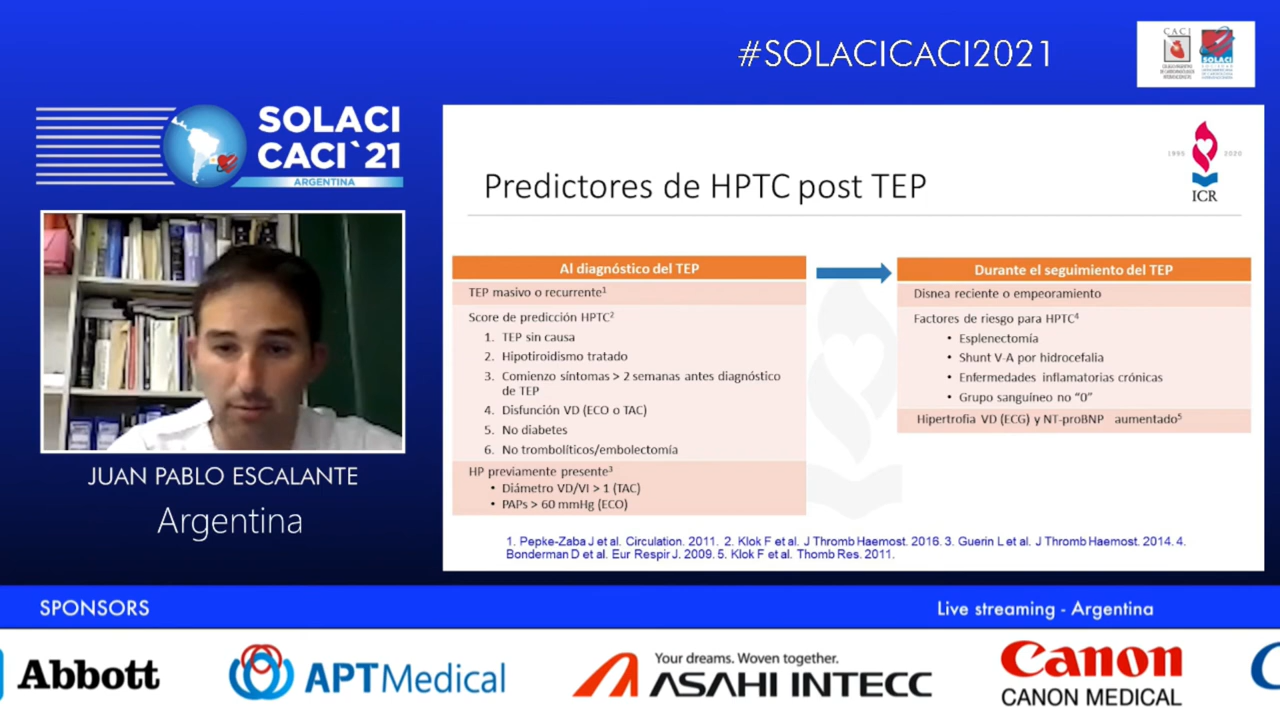 #SOLACICACI2021
CACI
SOLACI
SOLACI
CACI`21
ARGENTINA
1995 2020
ICR
Predictores de HPTC post TEP
Al diagnóstico del TEP
TEP masivo o recurrente1
Score de predicción HPTC2
1. TEP sin causa
2. Hipotiroidismo tratado
3. Comienzo síntomas > 2 semanas antes diagnóstico
de TEP
4. Disfunción VD (ECO o TAC)
5. No diabetes
6. No trombolíticos/embolectomía
HP previamente presente3
• Diámetro VD/VI > 1 (TAC)
• PAPs > 60 mmHg (ECO)
Durante el seguimiento del TEP
Disnea reciente o empeoramiento
Factores de riesgo para HPTC4
• Esplenectomía
• Shunt V-A por hidrocefalia
• Enfermedades inflamatorias crónicas
• Grupo sanguíneo no "0"
Hipertrofia VD (ECG) y NT-proBNP aumentado5
1. Pepke-Zaba J et al. Circulation. 2011. 2. Klok F et al. J Thromb Haemost. 2016. 3. Guerin L et al. J Thromb Haemost. 2014. 4.
Bonderman D et al. Eur Respir J. 2009. 5. Klok F et al. Thomb Res. 2011.
JUAN PABLO ESCALANTE
Argentina
SPONSORS
Live streaming - Argentina
Abbott
APTMedical
Your dreams. Woven together.
ASAHI INTECC
Canon
CANON MEDICAL